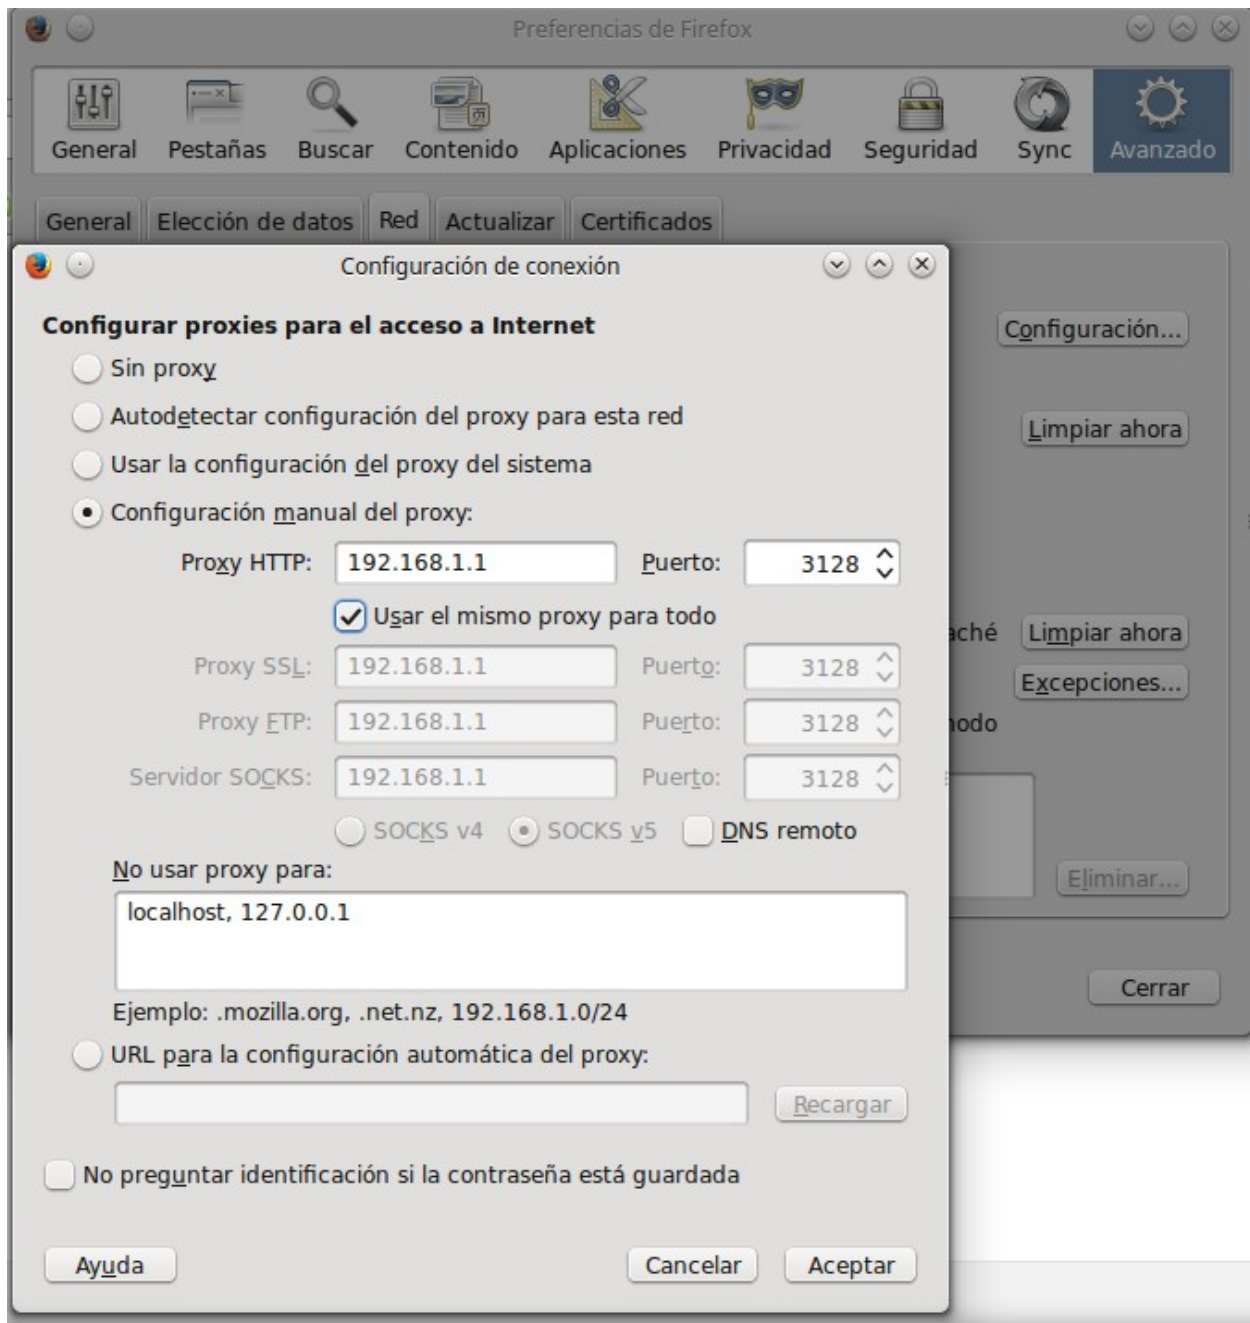 Preferencias de Firefox
General Pestañas Buscar Contenido Aplicaciones Privacidad Seguridad Sync Avanzado
General Elección de datos Red Actualizar Certificados
Configuración de conexión
Configurar proxies para el acceso a Internet
Configuración...
Sin proxy
Autodetectar configuración del proxy para esta red
Limpiar ahora
Usar la configuración del proxy del sistema
Configuración manual del proxy:
Proxy HTTP: 192.168.1.1 Puerto: 3128
Usar el mismo proxy para todo
aché Limpiar ahora
Proxy SSL: 192.168.1.1 Puerto: 3128
Excepciones...
Proxy FTP: 192.168.1.1 Puerto: 3128
nodo
Servidor SOCKS: 192.168.1.1 Puerto: 3128
SOCKS v4 SOCKS v5 DNS remoto
No usar proxy para:
Eliminar...
localhost, 127.0.0.1
Cerrar
Ejemplo: .mozilla.org, .net.nz, 192.168.1.0/24
URL para la configuración automática del proxy:
Recargar
No preguntar identificación si la contraseña está guardada
Ayuda Cancelar Aceptar